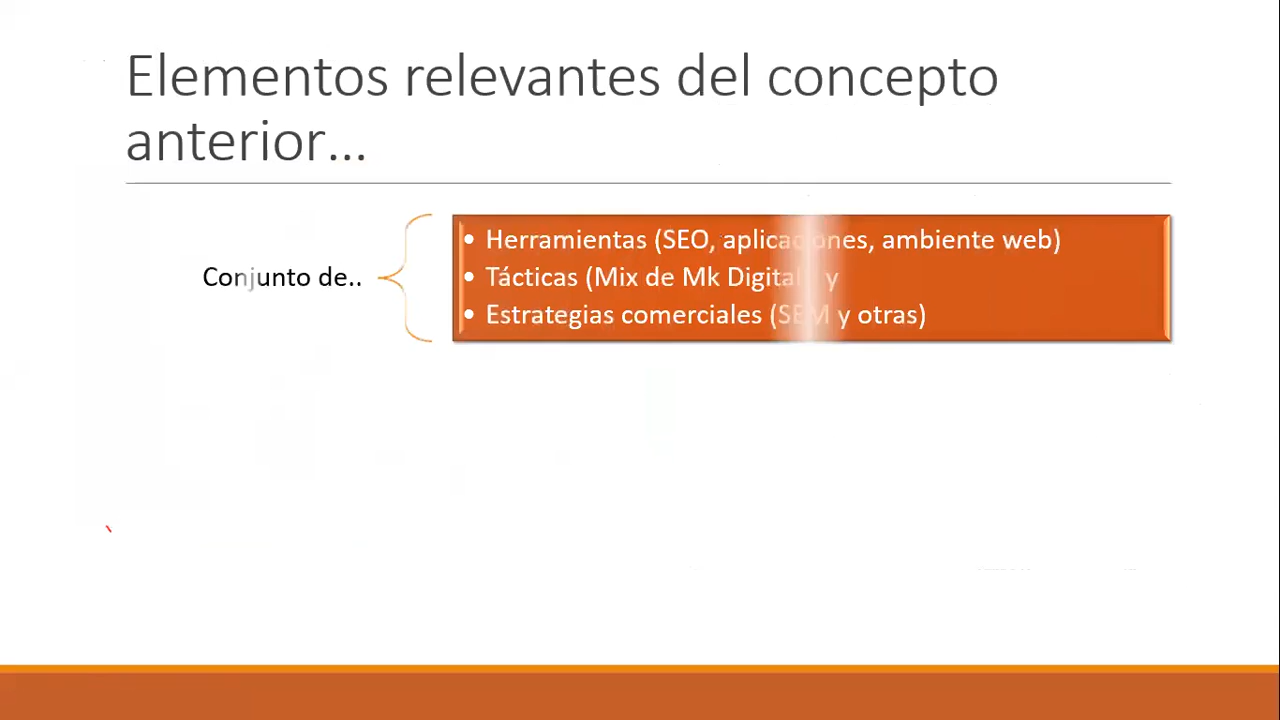 Elementos relevantes del concepto
anterior...
Conjunto de..
• Herramientas (SEO, aplicaciones, ambiente web)
• Tácticas (Mix de Mk Digital) y
• Estrategias comerciales (SEM y otras)